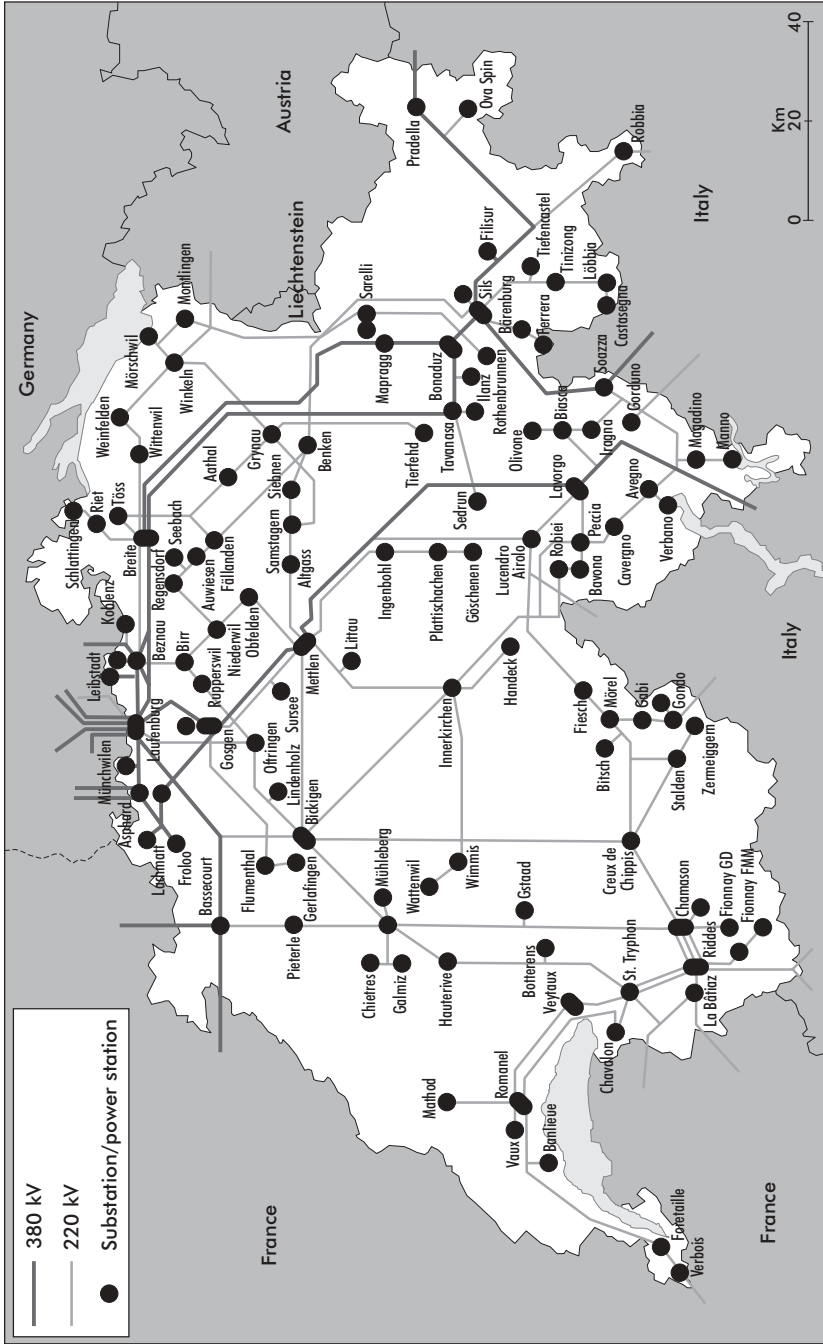 380 kV
220 kV
Substation/power station
Germany
Austria
Liechtenstein
Italy
Italy
France
France
Km
0 20 40
Schlattingen
Riet
Töss
Breite
Seebach
Regensdorf
Auwiesen
Fällanden
Weinfelden
Wittenwil
Mörschwil
Winkeln
Montlingen
Aathal
Grynau
Siebnen
Benken
Samstagern
Altgass
Koblenz
Leibstadt
Beznau
Birr
Rupperswil
Niederwil
Obfelden
Laufenburg
Münchwilen
Asphard
Lachmatt
Froloo
Bassecourt
Gosgen
Oftringen
Sursee
Lindenholz
Bickigen
Flumenthal
Gerlafingen
Pieterle
Mettlen
Littau
Ingenbohl
Plattischachen
Göschenen
Tierfehd
Tavanasa
Sedrun
Sarelli
Mapragg
Bonaduz
Ilanz
Rothenbrunnen
Sils
Bärenburg
Ferrera
Filisur
Tiefencastel
Tinizong
Löbbia
Castasegna
Pradella
Ova Spin
Robbia
Soazza
Gorduno
Biasca
Olivone
Iragna
Lavorgo
Magadino
Manno
Avegno
Verbano
Peccia
Cavergno
Robiei
Bavona
Lucendro
Airolo
Innerkirchen
Handeck
Mühleberg
Wattenwil
Wimmis
Chietres
Galmiz
Hauterive
Gstaad
Botterens
Veytaux
St. Tryphon
Chavalon
Romanel
Mathod
Vaux
Banlieue
Foretaille
Verbois
Fiesch
Mörel
Bitsch
Gabi
Gondo
Stalden
Zermeiggern
Creux de
Chippis
Chamason
Riddes
Fionnay GD
Fionnay FMM
La Bâtiaz